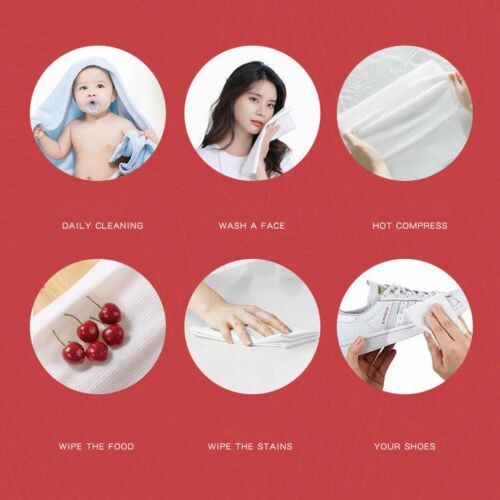 DAILY CLEANING
WASH A FACE
HOT COMPRESS
WIPE THE FOOD
WIPE THE STAINS
YOUR SHOES